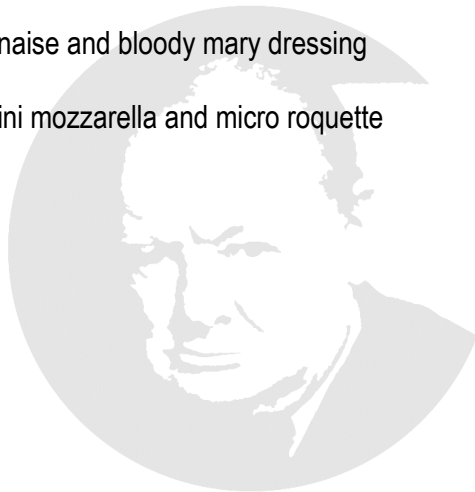 naise and bloody mary dressing
ini mozzarella and micro roquette